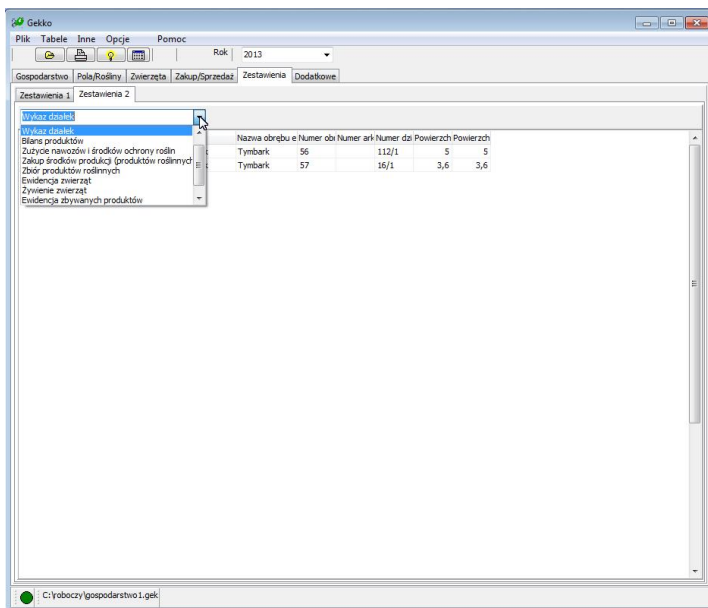 Gekko
Plik Tabele Inne Opcje Pomoc
Rok 2013
Gospodarstwo Pola/Rośliny Zwierzęta Zakup/Sprzedaż Zestawienia Dodatkowe
Zestawienia 1 Zestawienia 2
Wykaz działek
Wykaz działek
Bilans produktów
Zużycie nawozów i środków ochrony roślin
Zakup środków produkcji (produktów roślinnych
Zbiór produktów roślinnych
Ewidencja zwierząt
Żywienie zwierząt
Ewidencja zbywanych produktów
Nazwa obrębu e Numer obr Numer ark Numer dzi Powierzch Powierzch
Tymbark 56 112/1 5 5
Tymbark 57 16/1 3,6 3,6
C:\roboczy\gospodarstwo1.gek